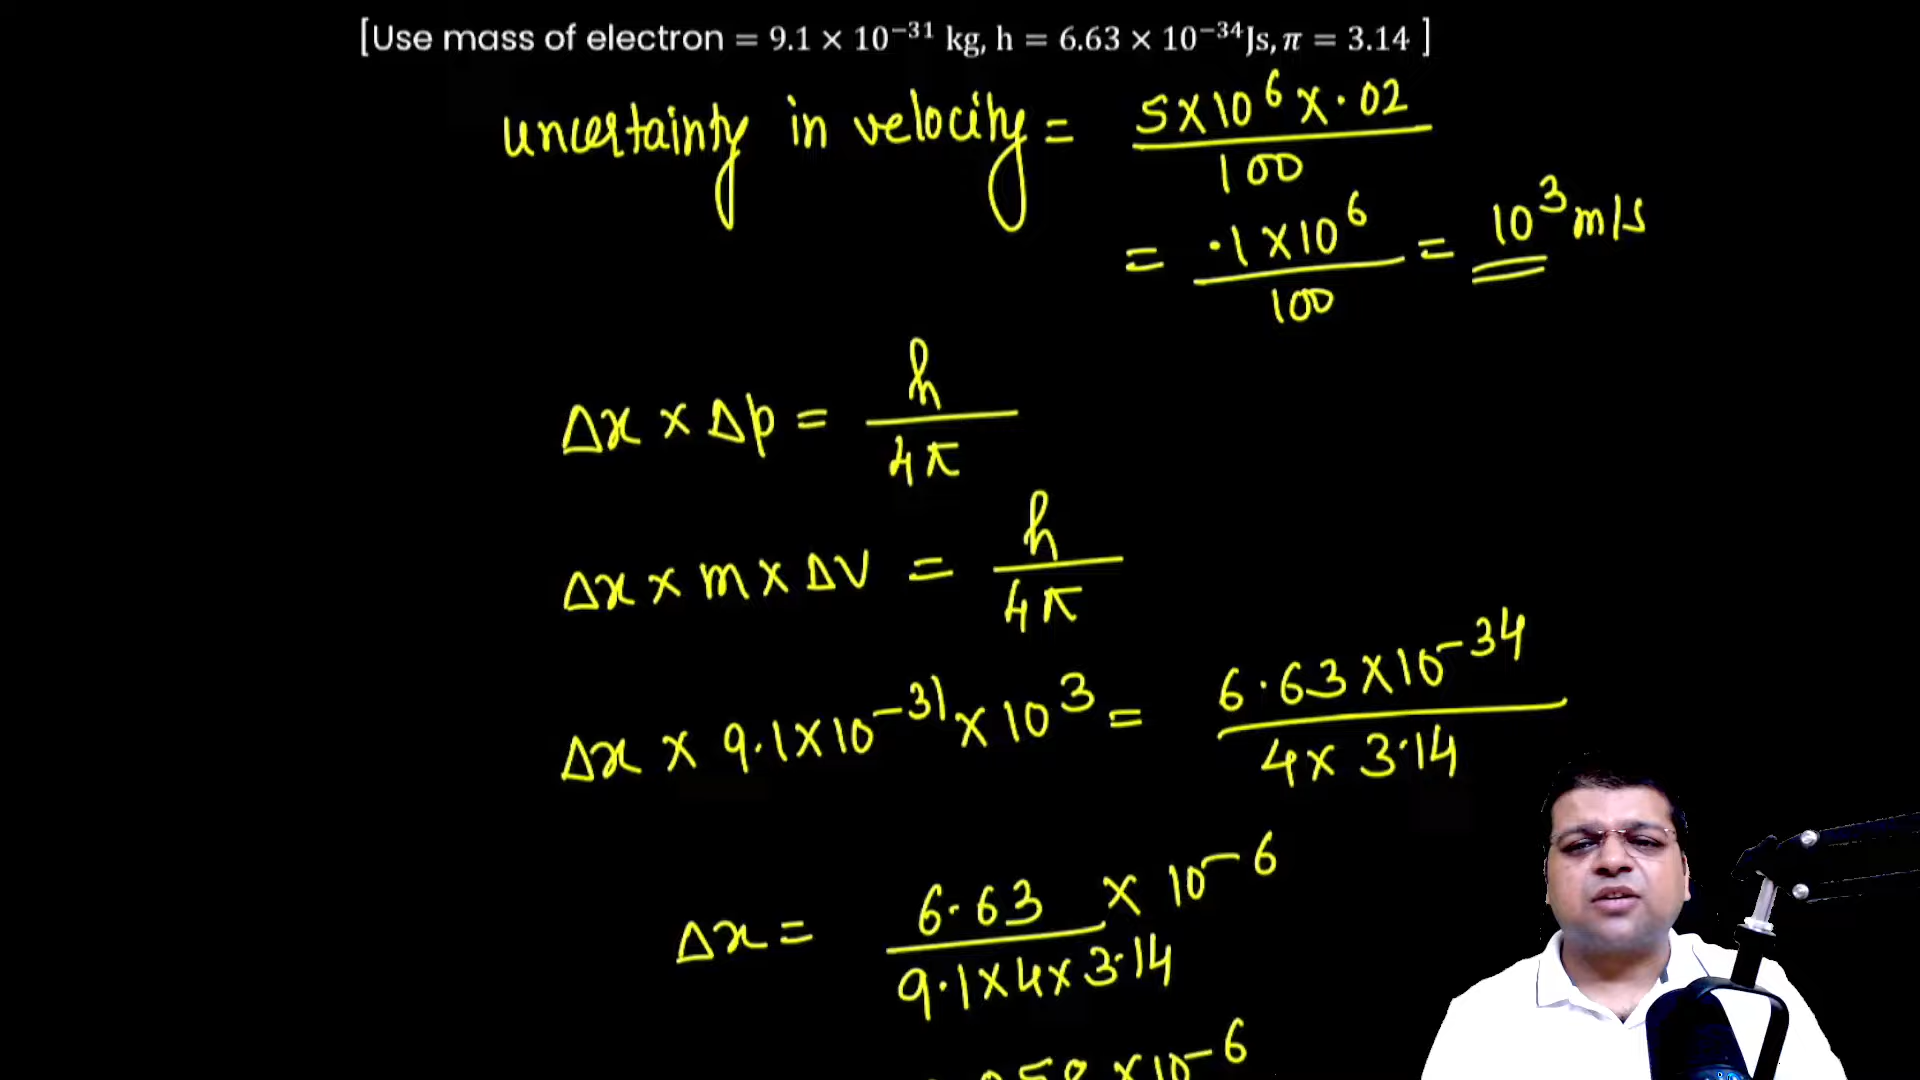 [Use mass of electron = 9.1 × 10⁻³¹ kg, h = 6.63 × 10⁻³⁴Js, π = 3.14 ]
uncertainty in velocity = 5×10⁶×.02 / 100
= .1×10⁶ / 100 = 10³ m/s
Δx × Δp = h / 4π
Δx × m × Δv = h / 4π
Δx × 9.1×10⁻³¹ × 10³ = 6.63×10⁻³⁴ / 4× 3.14
Δx = 6.63 / 9.1×4×3.14 × 10⁻⁶
×10⁻⁶